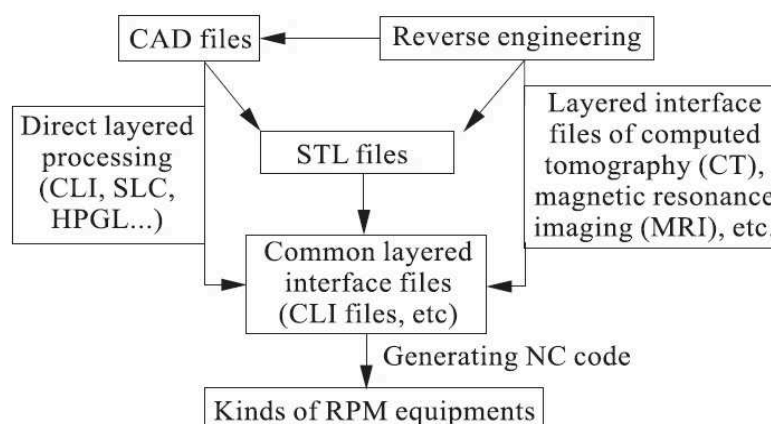 CAD files
Reverse engineering
Direct layered
processing
(CLI, SLC,
HPGL...)
STL files
Layered interface
files of computed
tomography (CT),
magnetic resonance
imaging (MRI), etc.
Common layered
interface files
(CLI files, etc)
Generating NC code
Kinds of RPM equipments